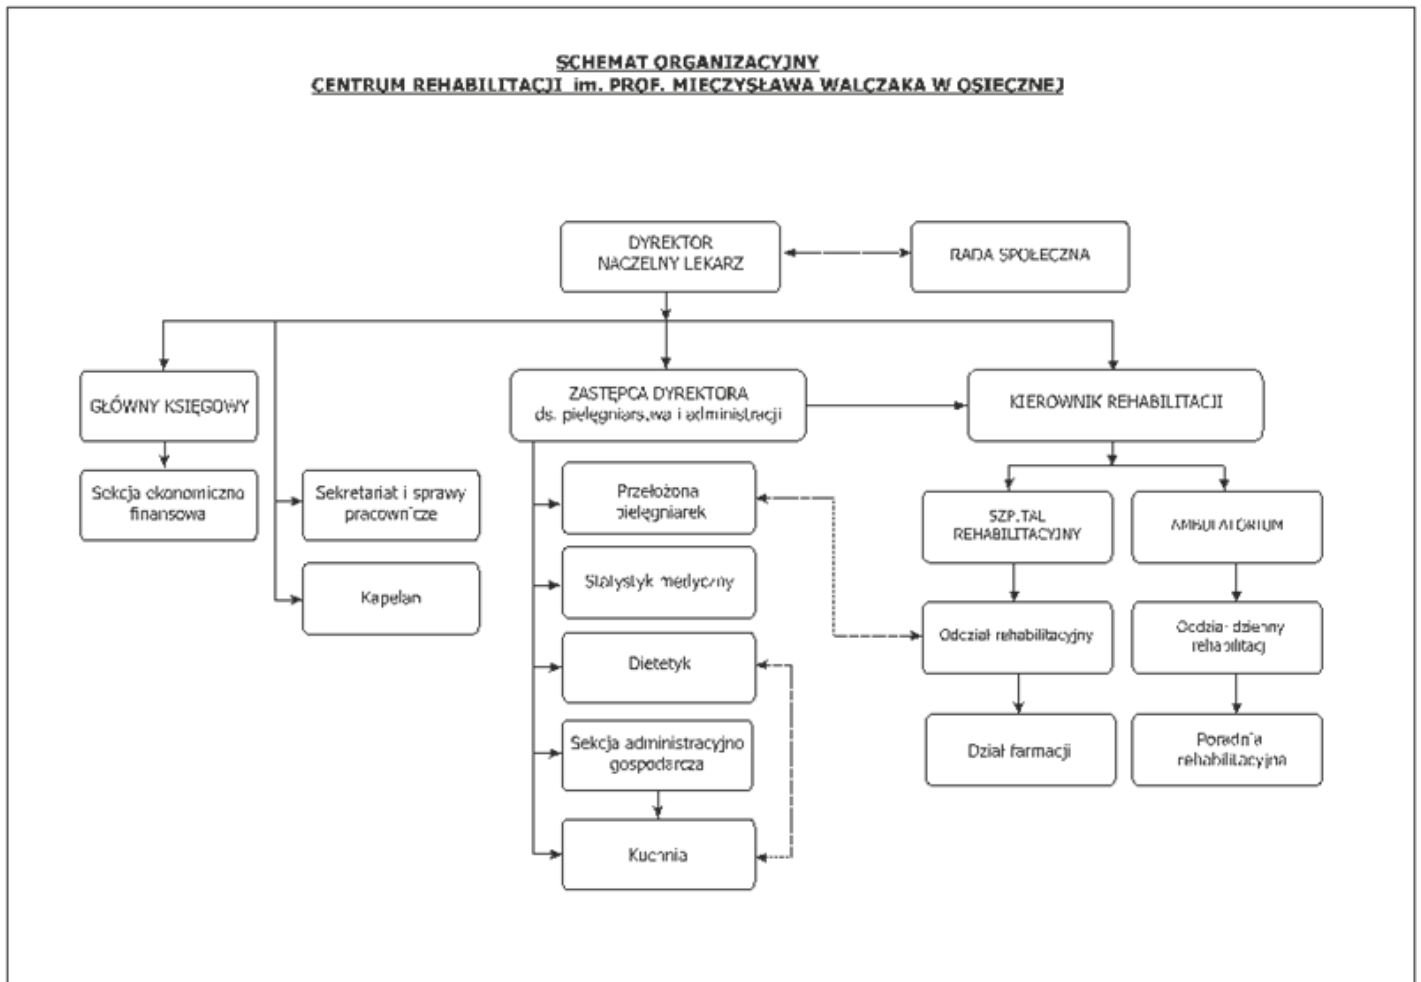 SCHEMAT ORGANIZACYJNY
CENTRUM REHABILITACJI im. PROF. MIECZYSŁAWA WALCZAKA W OSIECZNEJ
DYREKTOR
NACZELNY LEKARZ
RADA SPOŁECZNA
GŁÓWNY KSIĘGOWY
ZASTĘPCA DYREKTORA
ds. pielęgniarstwa i administracji
KIEROWNIK REHABILITACJI
Sekcja ekonomiczno
finansowa
Sekretariat i sprawy
pracownicze
Kapelan
Przełożona
pielęgniarek
Statystyk medyczny
Dietetyk
Sekcja administracyjno
gospodarcza
Kuchnia
SZPITAL
REHABILITACYJNY
AMBULATORIUM
Oddział rehabilitacyjny
Oddział dzienny
rehabilitacji
Dział farmacji
Poradnia
rehabilitacyjna